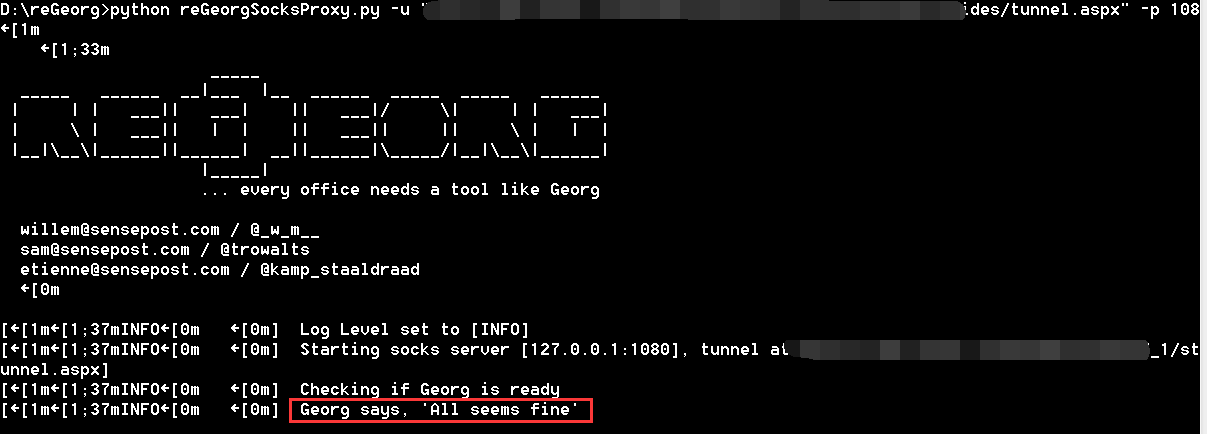 D:\reGeorg>python reGeorgSocksProxy.py -u "ides/tunnel.aspx" -p 108
←[1m
←[1;33m
... every office needs a tool like Georg
willem@sensepost.com / @_w_m__
sam@sensepost.com / @trowalts
etienne@sensepost.com / @kamp_staaldraad
←[0m
[←[1m←[1;37mINFO←[0m   ←[0m]  Log Level set to [INFO]
[←[1m←[1;37mINFO←[0m   ←[0m]  Starting socks server [127.0.0.1:1080], tunnel at _1/st
unnel.aspx]
[←[1m←[1;37mINFO←[0m   ←[0m]  Checking if Georg is ready
[←[1m←[1;37mINFO←[0m   ←[0m]  Georg says, 'All seems fine'